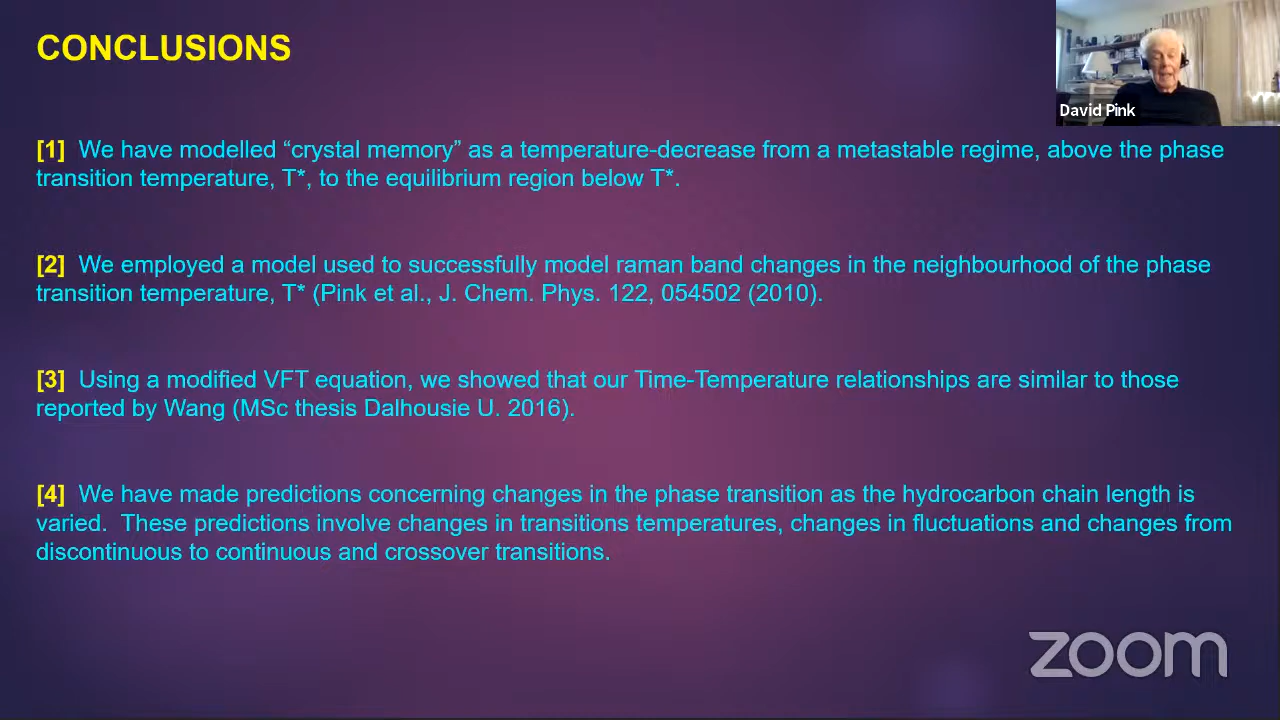 CONCLUSIONS
David Pink
[1] We have modelled “crystal memory” as a temperature-decrease from a metastable regime, above the phase
transition temperature, T*, to the equilibrium region below T*.
[2] We employed a model used to successfully model raman band changes in the neighbourhood of the phase
transition temperature, T* (Pink et al., J. Chem. Phys. 122, 054502 (2010).
[3] Using a modified VFT equation, we showed that our Time-Temperature relationships are similar to those
reported by Wang (MSc thesis Dalhousie U. 2016).
[4] We have made predictions concerning changes in the phase transition as the hydrocarbon chain length is
varied. These predictions involve changes in transitions temperatures, changes in fluctuations and changes from
discontinuous to continuous and crossover transitions.
zoom